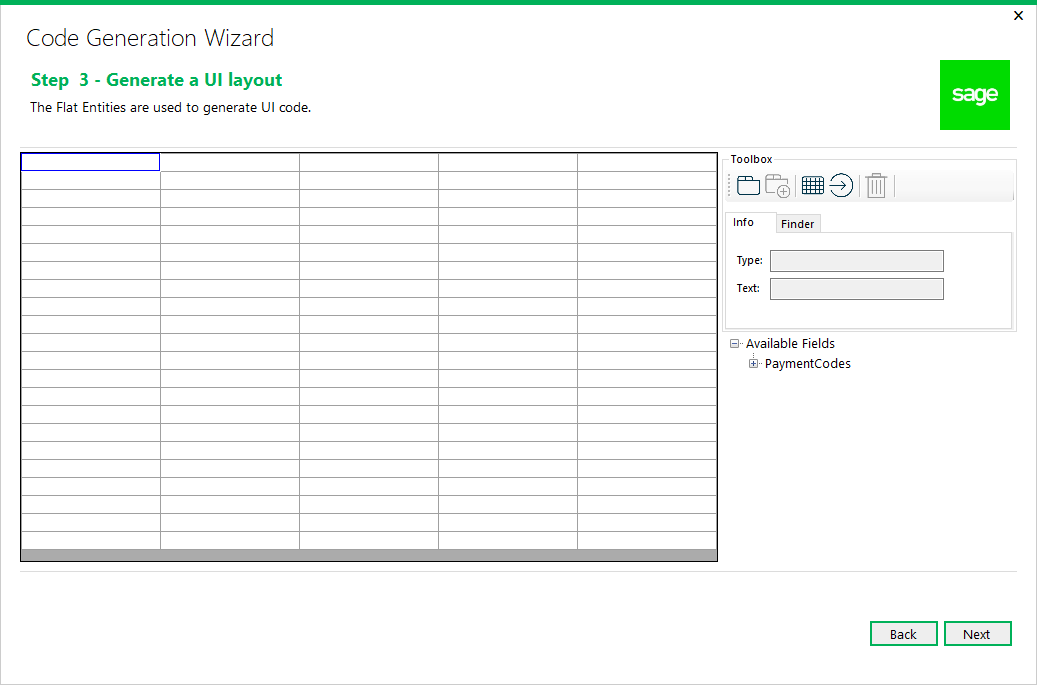 Code Generation Wizard
Step 3 - Generate a UI layout
The Flat Entities are used to generate UI code.
sage
Toolbox
Info
Finder
Type:
Text:
Available Fields
PaymentCodes
Back
Next